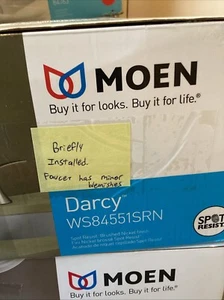 MOEN
Buy it for looks. Buy it for life.®
Briefly
Installed.
Faucet has minor
blemishes
Darcy™
WS84551SRN
SPOT
RESIST
MOEN
Buy it for looks. Buy it for life.®